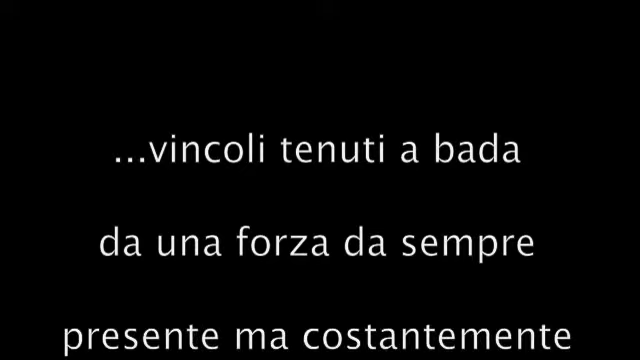 ...vincoli tenuti a bada
da una forza da sempre
presente ma costantemente